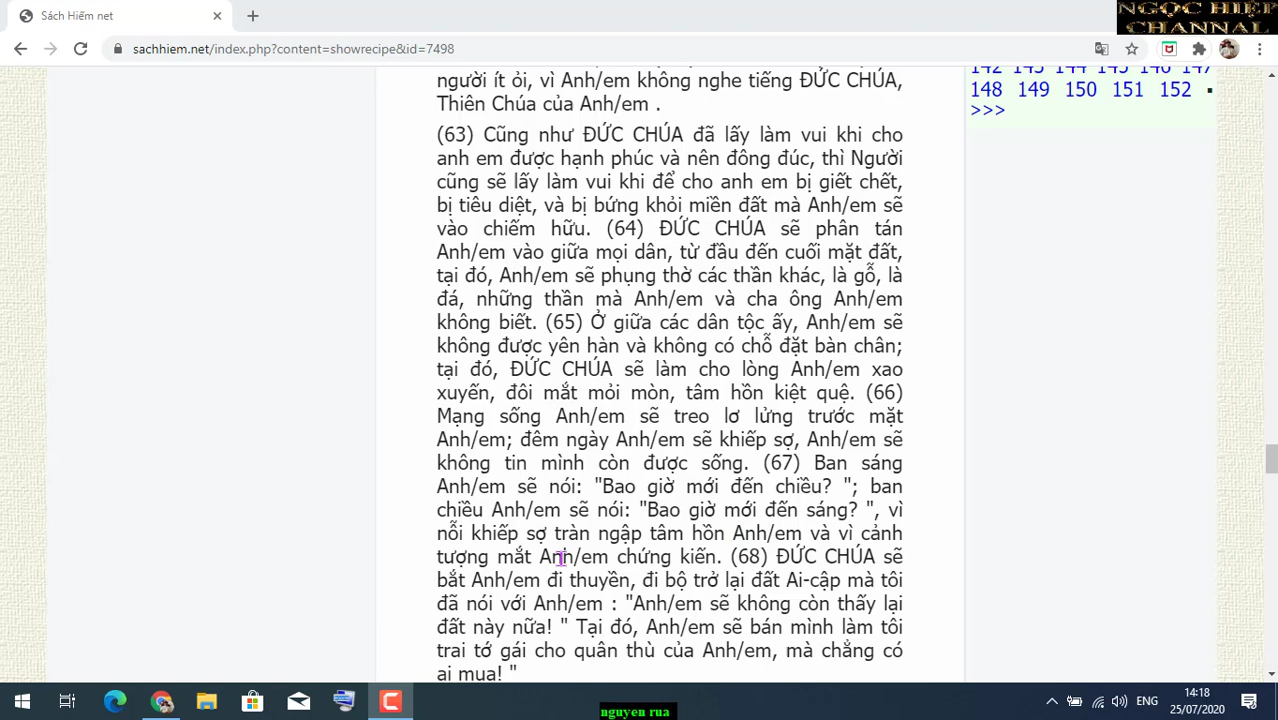 Sách Hiếm net
NGỌC HIỆP
CHANNAL
sachhiem.net/index.php?content=showrecipe&id=7498
người ít ỏi, vì Anh/em không nghe tiếng ĐỨC CHÚA,
Thiên Chúa của Anh/em .
(63) Cũng như ĐỨC CHÚA đã lấy làm vui khi cho
anh em được hạnh phúc và nên đông đúc, thì Người
cũng sẽ lấy làm vui khi để cho anh em bị giết chết,
bị tiêu diệt, và bị bứng khỏi miền đất mà Anh/em sẽ
vào chiếm hữu. (64) ĐỨC CHÚA sẽ phân tán
Anh/em vào giữa mọi dân, từ đầu đến cuối mặt đất,
tại đó, Anh/em sẽ phụng thờ các thần khác, là gỗ, là
đá, những thần mà Anh/em và cha ông Anh/em
không biết. (65) Ở giữa các dân tộc ấy, Anh/em sẽ
không được yên hàn và không có chỗ đặt bàn chân;
tại đó, ĐỨC CHÚA sẽ làm cho lòng Anh/em xao
xuyến, đôi mắt mỏi mòn, tâm hồn kiệt quệ. (66)
Mạng sống Anh/em sẽ treo lơ lửng trước mặt
Anh/em; đêm ngày Anh/em sẽ khiếp sợ, Anh/em sẽ
không tin mình còn được sống. (67) Ban sáng
Anh/em sẽ nói: "Bao giờ mới đến chiều? "; ban
chiều Anh/em sẽ nói: "Bao giờ mới đến sáng? ", vì
nỗi khiếp sợ tràn ngập tâm hồn Anh/em và vì cảnh
tượng mắt Anh/em chứng kiến. (68) ĐỨC CHÚA sẽ
bắt Anh/em đi thuyền, đi bộ trở lại đất Ai-cập mà tôi
đã nói với Anh/em : "Anh/em sẽ không còn thấy lại
đất này nữa! " Tại đó, Anh/em sẽ bán mình làm tôi
trai tớ gái cho quân thù của Anh/em, mà chẳng có
ai mua! "
142 143 144 145 146 147
148 149 150 151 152 ▪
>>>
ENG
14:18
25/07/2020
nguyen rua